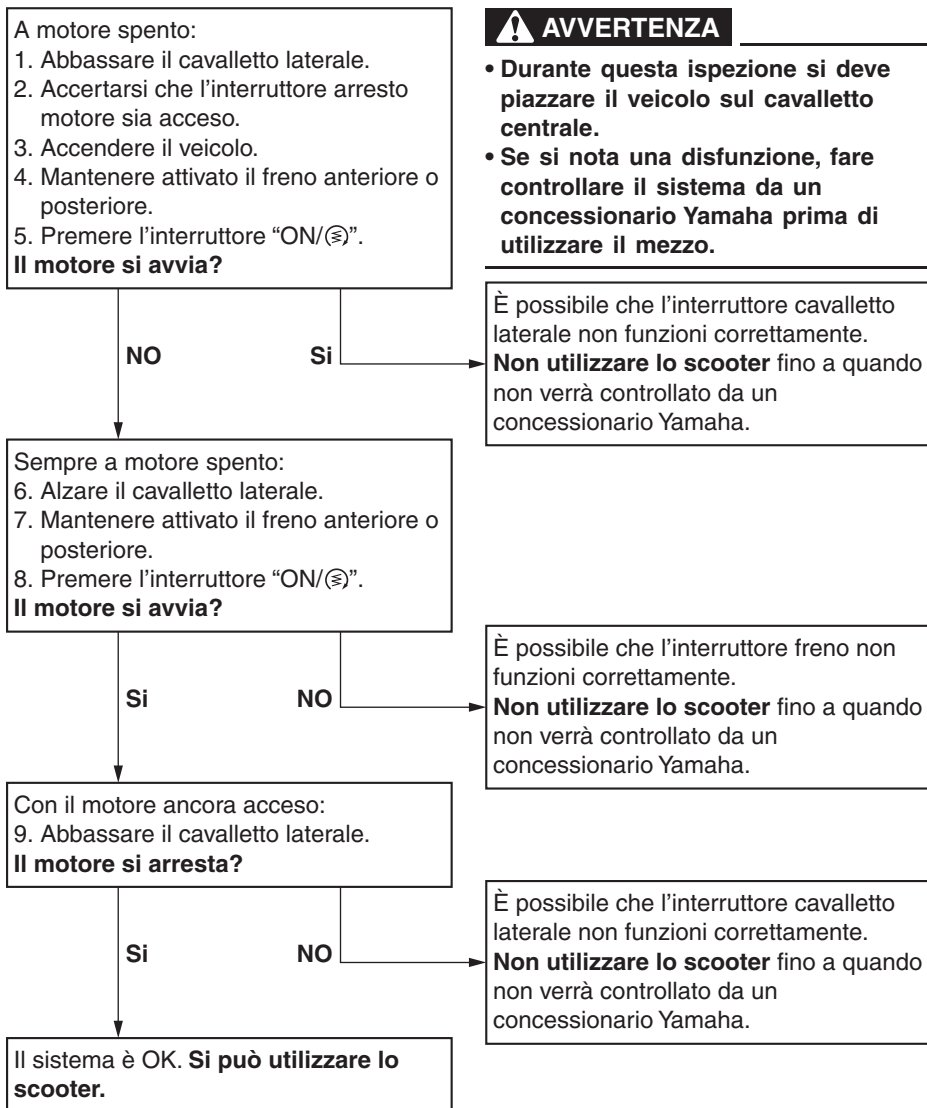 A motore spento:
1. Abbassare il cavalletto laterale.
2. Accertarsi che l'interruttore arresto
motore sia acceso.
3. Accendere il veicolo.
4. Mantenere attivato il freno anteriore o
posteriore.
5. Premere l'interruttore “ON/Ⓢ”.
Il motore si avvia?
AVVERTENZA
• Durante questa ispezione si deve
piazzare il veicolo sul cavalletto
centrale.
• Se si nota una disfunzione, fare
controllare il sistema da un
concessionario Yamaha prima di
utilizzare il mezzo.
NO
Si
È possibile che l'interruttore cavalletto
laterale non funzioni correttamente.
Non utilizzare lo scooter fino a quando
non verrà controllato da un
concessionario Yamaha.
Sempre a motore spento:
6. Alzare il cavalletto laterale.
7. Mantenere attivato il freno anteriore o
posteriore.
8. Premere l'interruttore “ON/Ⓢ”.
Il motore si avvia?
Si
NO
È possibile che l'interruttore freno non
funzioni correttamente.
Non utilizzare lo scooter fino a quando
non verrà controllato da un
concessionario Yamaha.
Con il motore ancora acceso:
9. Abbassare il cavalletto laterale.
Il motore si arresta?
Si
NO
È possibile che l'interruttore cavalletto
laterale non funzioni correttamente.
Non utilizzare lo scooter fino a quando
non verrà controllato da un
concessionario Yamaha.
Il sistema è OK. Si può utilizzare lo
scooter.